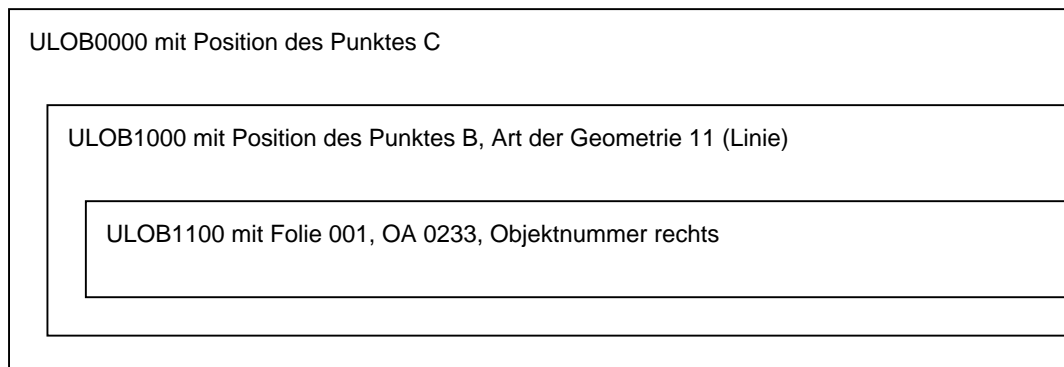 ULOB0000 mit Position des Punktes C
ULOB1000 mit Position des Punktes B, Art der Geometrie 11 (Linie)
ULOB1100 mit Folie 001, OA 0233, Objektnummer rechts